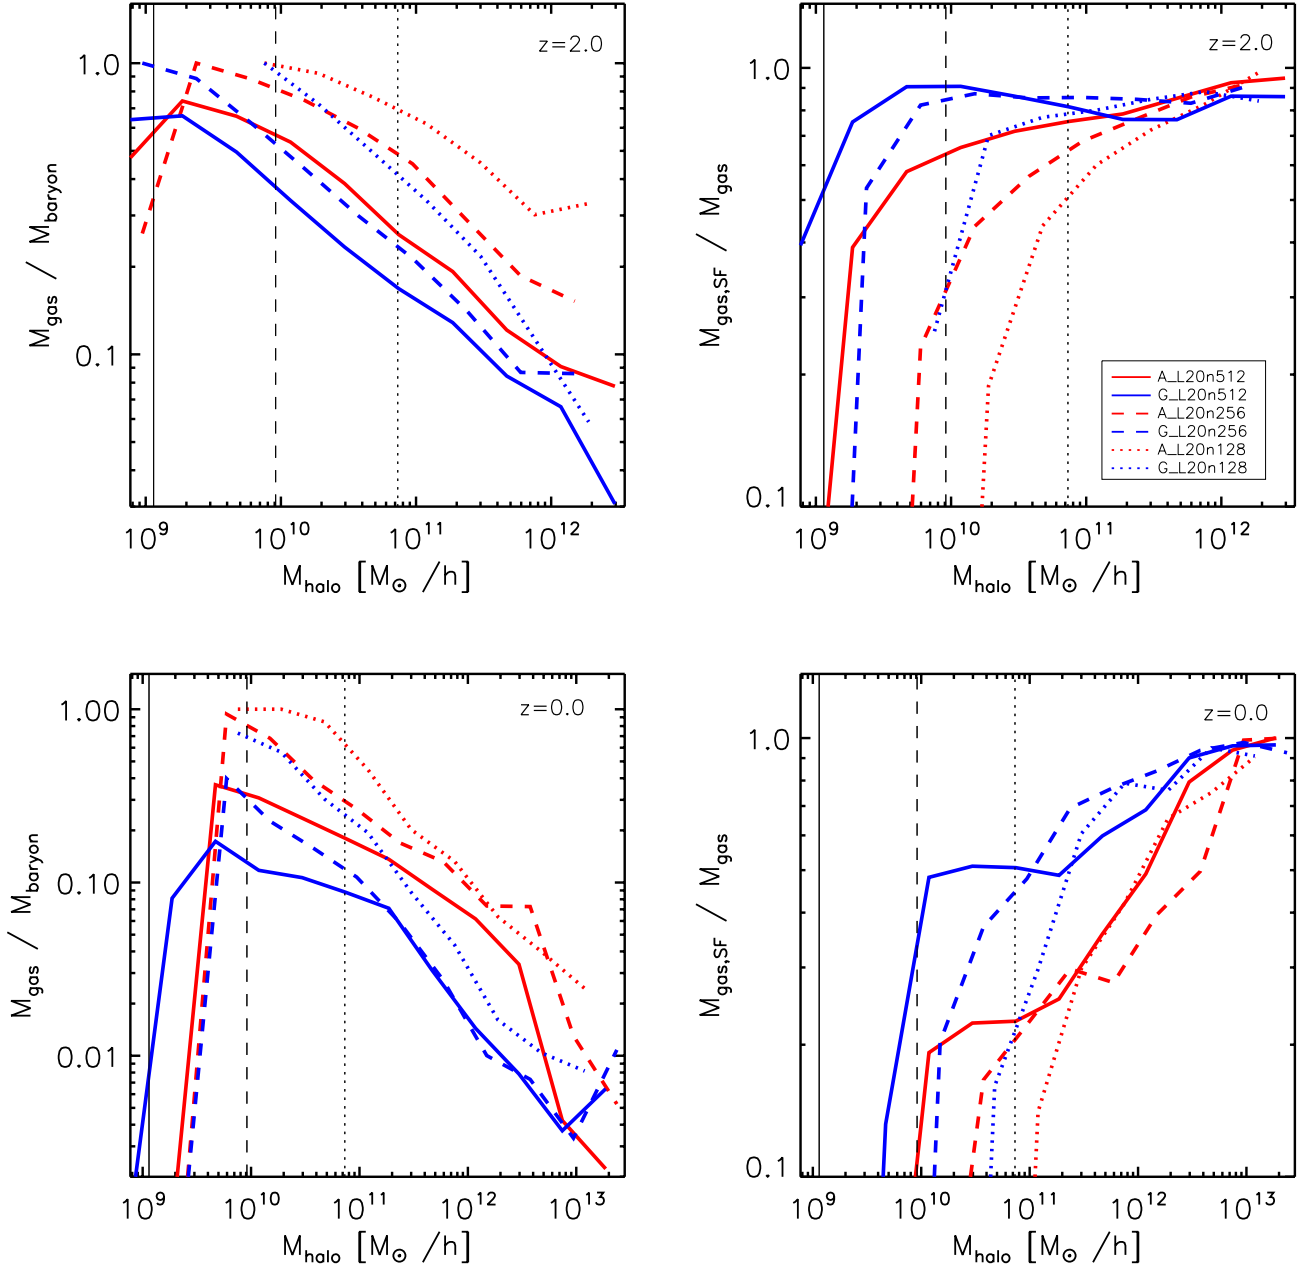 z=2.0
1.0
0.1
M_gas / M_baryon
10^9 10^10 10^11 10^12
M_halo [M_⊙ /h]
z=2.0
1.0
0.1
M_gas,SF / M_gas
A_L20n512
G_L20n512
A_L20n256
G_L20n256
A_L20n128
G_L20n128
10^9 10^10 10^11 10^12
M_halo [M_⊙ /h]
z=0.0
1.00
0.10
0.01
M_gas / M_baryon
10^9 10^10 10^11 10^12 10^13
M_halo [M_⊙ /h]
z=0.0
1.0
0.1
M_gas,SF / M_gas
10^9 10^10 10^11 10^12 10^13
M_halo [M_⊙ /h]